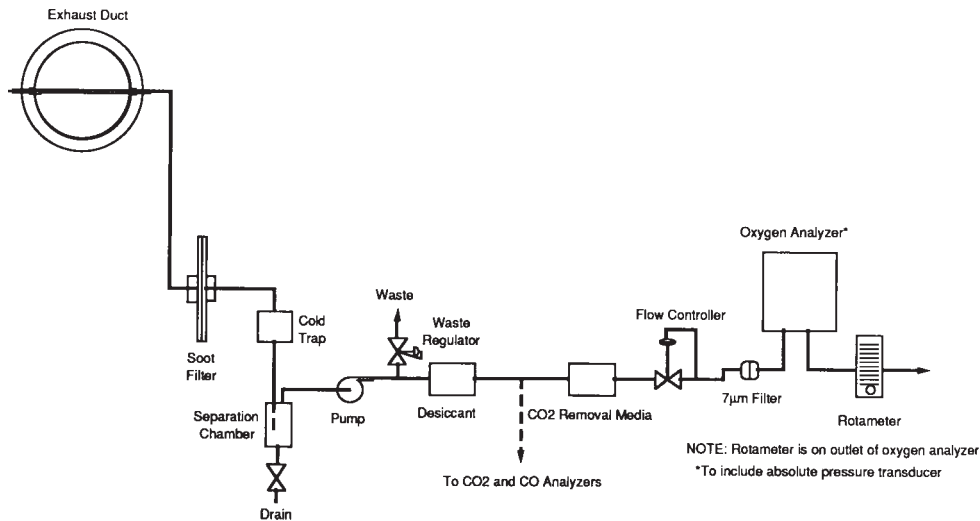 Exhaust Duct
Oxygen Analyzer*
Waste
Flow Controller
Waste
Regulator
Cold
Trap
Soot
Filter
Separation
Chamber
Pump
Desiccant
CO2 Removal Media
7µm Filter
Rotameter
NOTE: Rotameter is on outlet of oxygen analyzer
*To include absolute pressure transducer
To CO2 and CO Analyzers
Drain